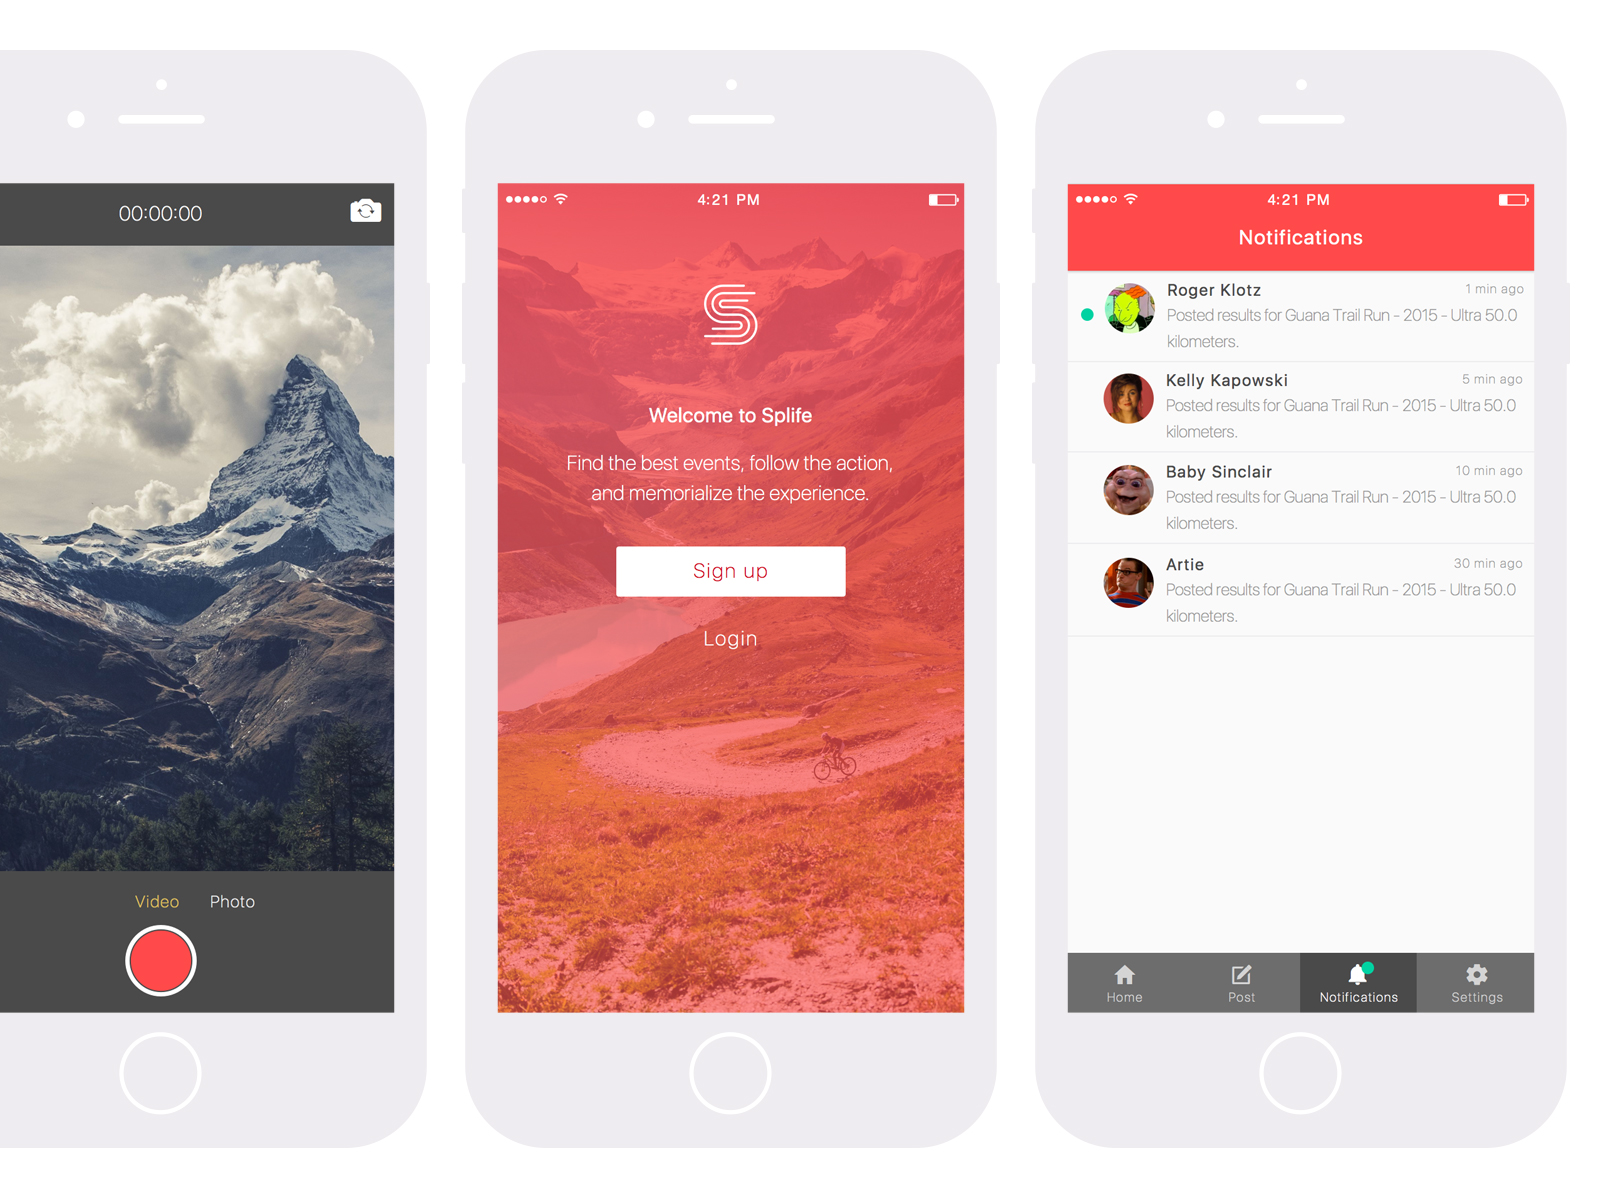 00:00:00
Video Photo
4:21 PM
Welcome to Splife
Find the best events, follow the action,
and memorialize the experience.
Sign up
Login
4:21 PM
Notifications
Roger Klotz 1 min ago
Posted results for Guana Trail Run - 2015 - Ultra 50.0
kilometers.
Kelly Kapowski 5 min ago
Posted results for Guana Trail Run - 2015 - Ultra 50.0
kilometers.
Baby Sinclair 10 min ago
Posted results for Guana Trail Run - 2015 - Ultra 50.0
kilometers.
Artie 30 min ago
Posted results for Guana Trail Run - 2015 - Ultra 50.0
kilometers.
Home Post Notifications Settings